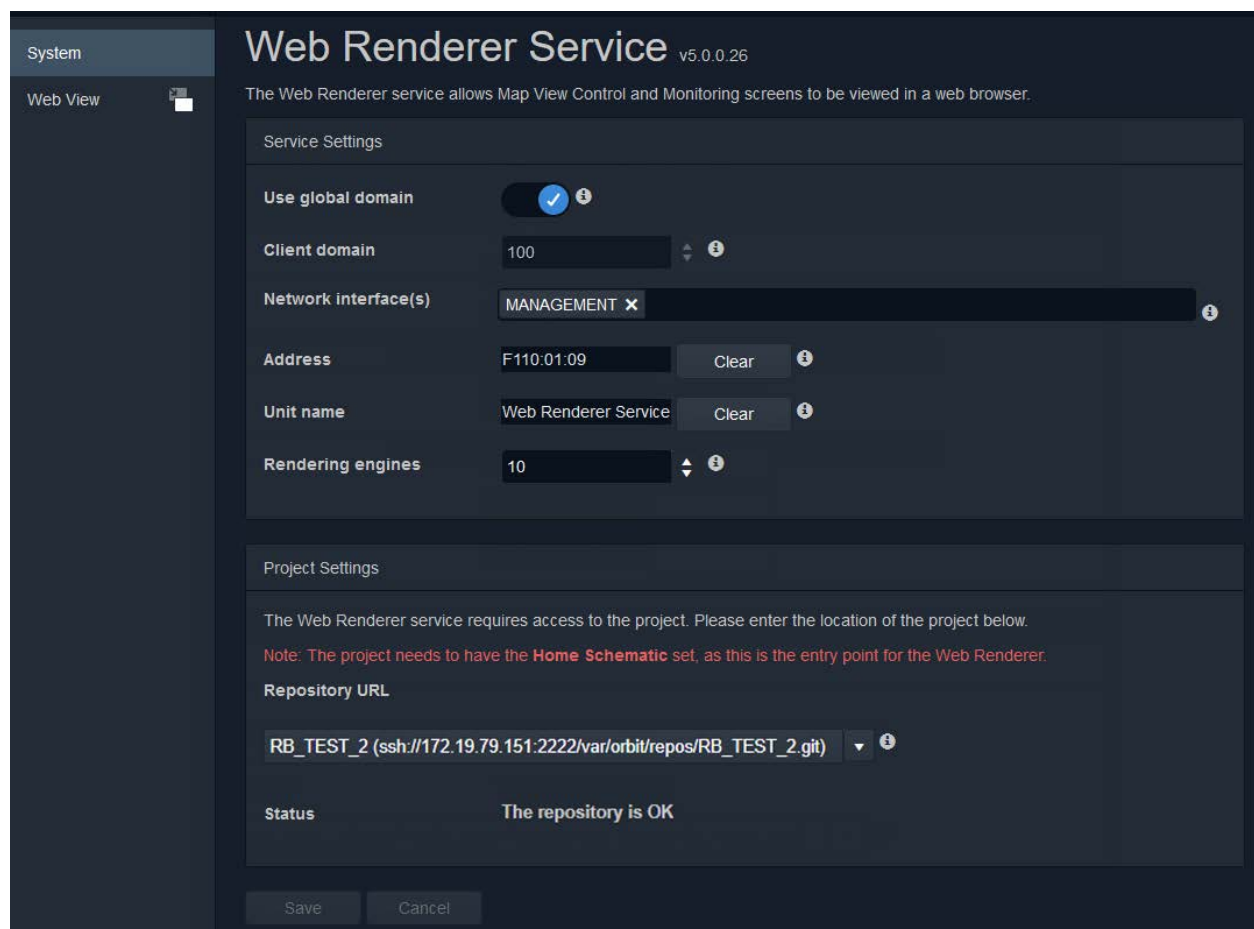 System
Web View
Web Renderer Service v5.0.0.26
The Web Renderer service allows Map View Control and Monitoring screens to be viewed in a web browser.
Service Settings
Use global domain
Client domain 100
Network interface(s) MANAGEMENT ×
Address F110:01:09 Clear
Unit name Web Renderer Service Clear
Rendering engines 10
Project Settings
The Web Renderer service requires access to the project. Please enter the location of the project below.
Note: The project needs to have the Home Schematic set, as this is the entry point for the Web Renderer.
Repository URL
RB_TEST_2 (ssh://172.19.79.151:2222/var/orbit/repos/RB_TEST_2.git)
Status The repository is OK
Save Cancel